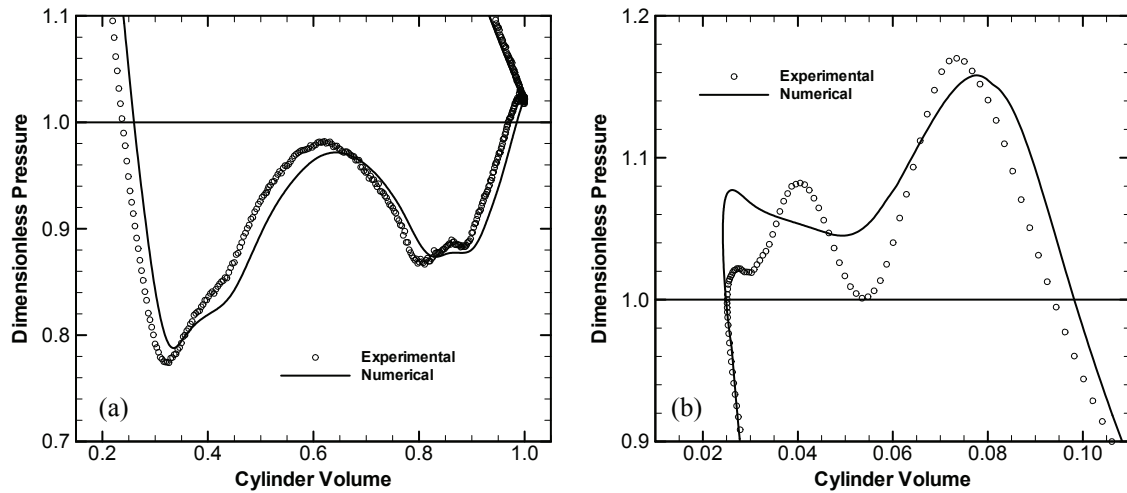 1.1
1.0
0.9
0.8
0.7
Dimensionless Pressure
Experimental
Numerical
(a)
0.2 0.4 0.6 0.8 1.0
Cylinder Volume
1.2
1.1
1.0
0.9
Dimensionless Pressure
Experimental
Numerical
(b)
0.02 0.04 0.06 0.08 0.10
Cylinder Volume